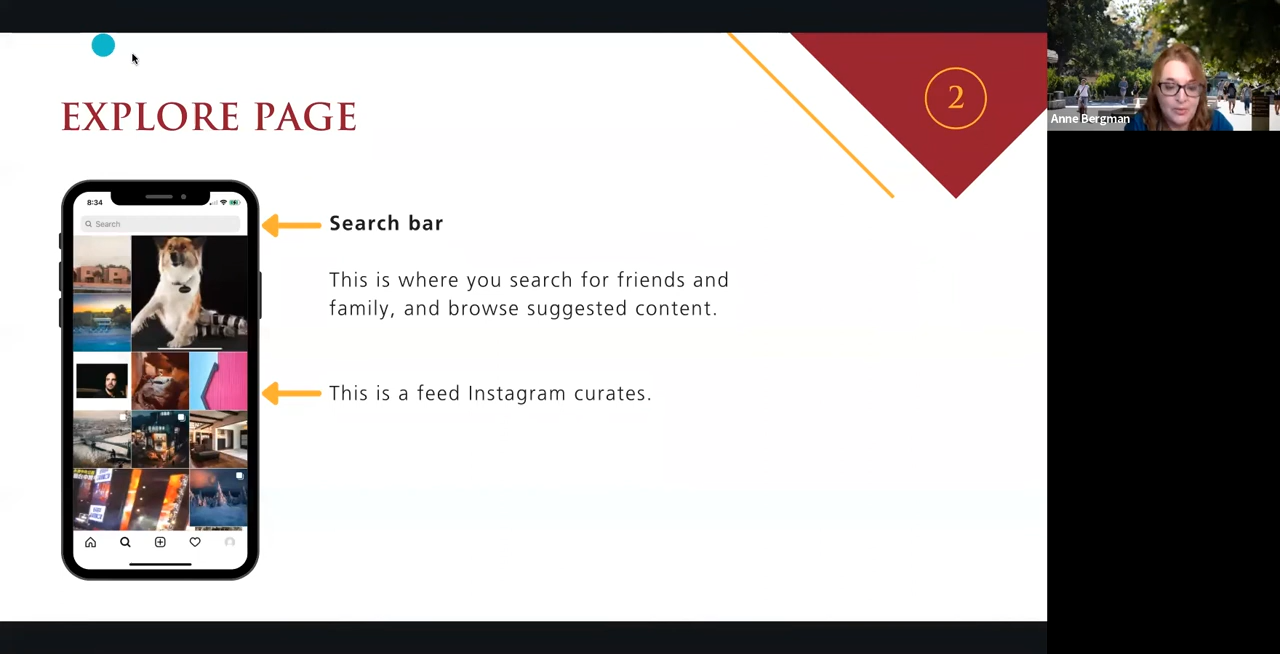 EXPLORE PAGE
2
Anne Bergman
8:34
Search
Search bar
This is where you search for friends and
family, and browse suggested content.
This is a feed Instagram curates.